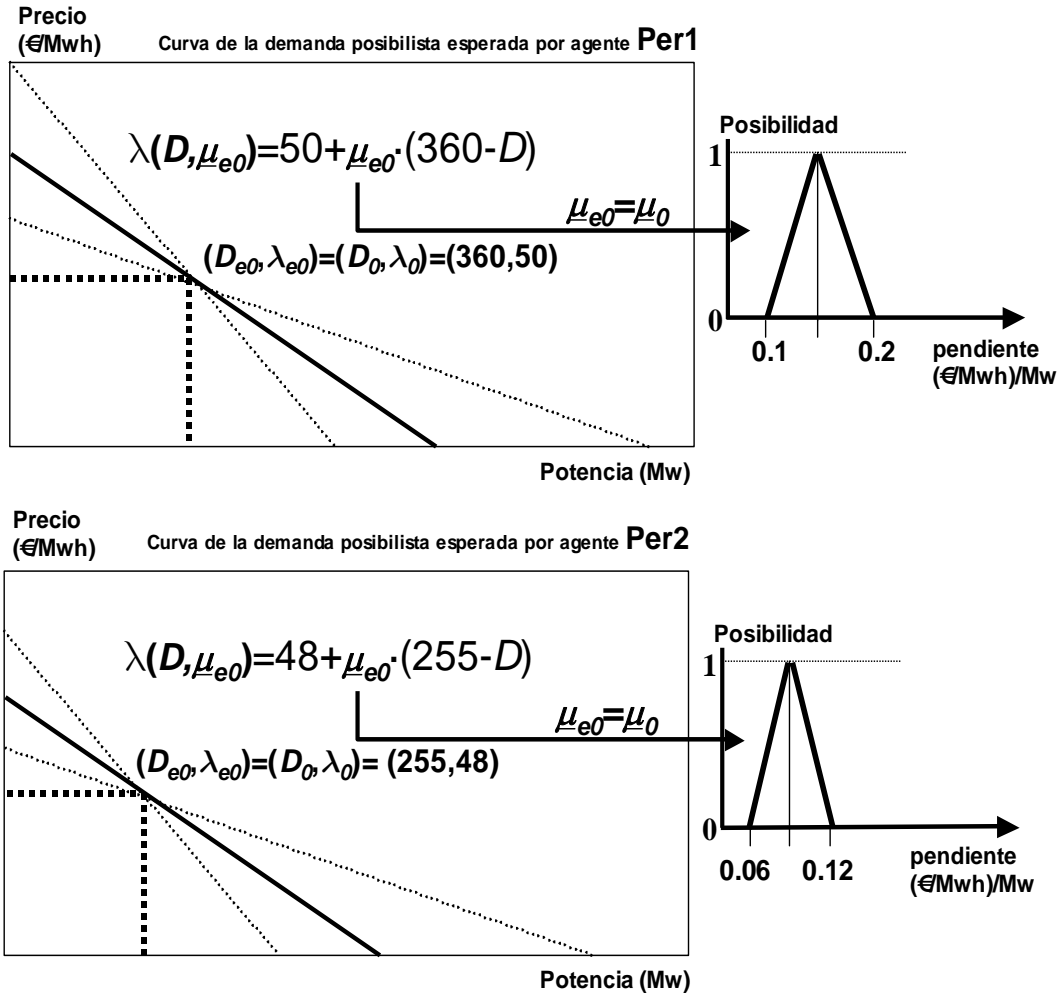 Precio
(€/Mwh)
Curva de la demanda posibilista esperada por agente Per1
λ(D,μe0)=50+μe0·(360-D)
μe0=μ0
(De0,λe0)=(D0,λ0)=(360,50)
Posibilidad
1
0
0.1
0.2
pendiente
(€/Mwh)/Mw
Potencia (Mw)
Precio
(€/Mwh)
Curva de la demanda posibilista esperada por agente Per2
λ(D,μe0)=48+μe0·(255-D)
μe0=μ0
(De0,λe0)=(D0,λ0)= (255,48)
Posibilidad
1
0
0.06
0.12
pendiente
(€/Mwh)/Mw
Potencia (Mw)